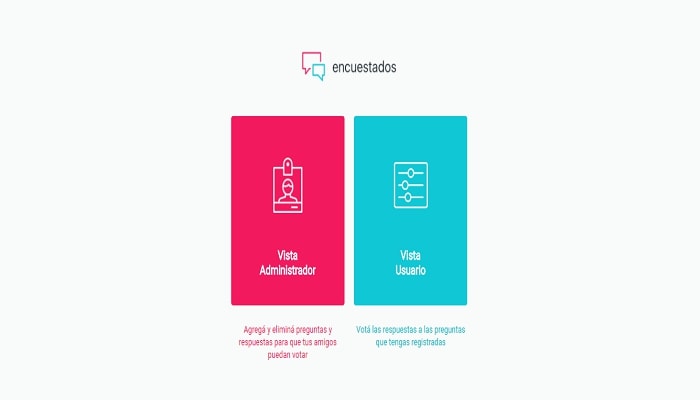 encuestados
Vista
Administrador
Vista
Usuario
Agregá y eliminá preguntas y
respuestas para que tus amigos
puedan votar
Votá las respuestas a las preguntas
que tengas registradas